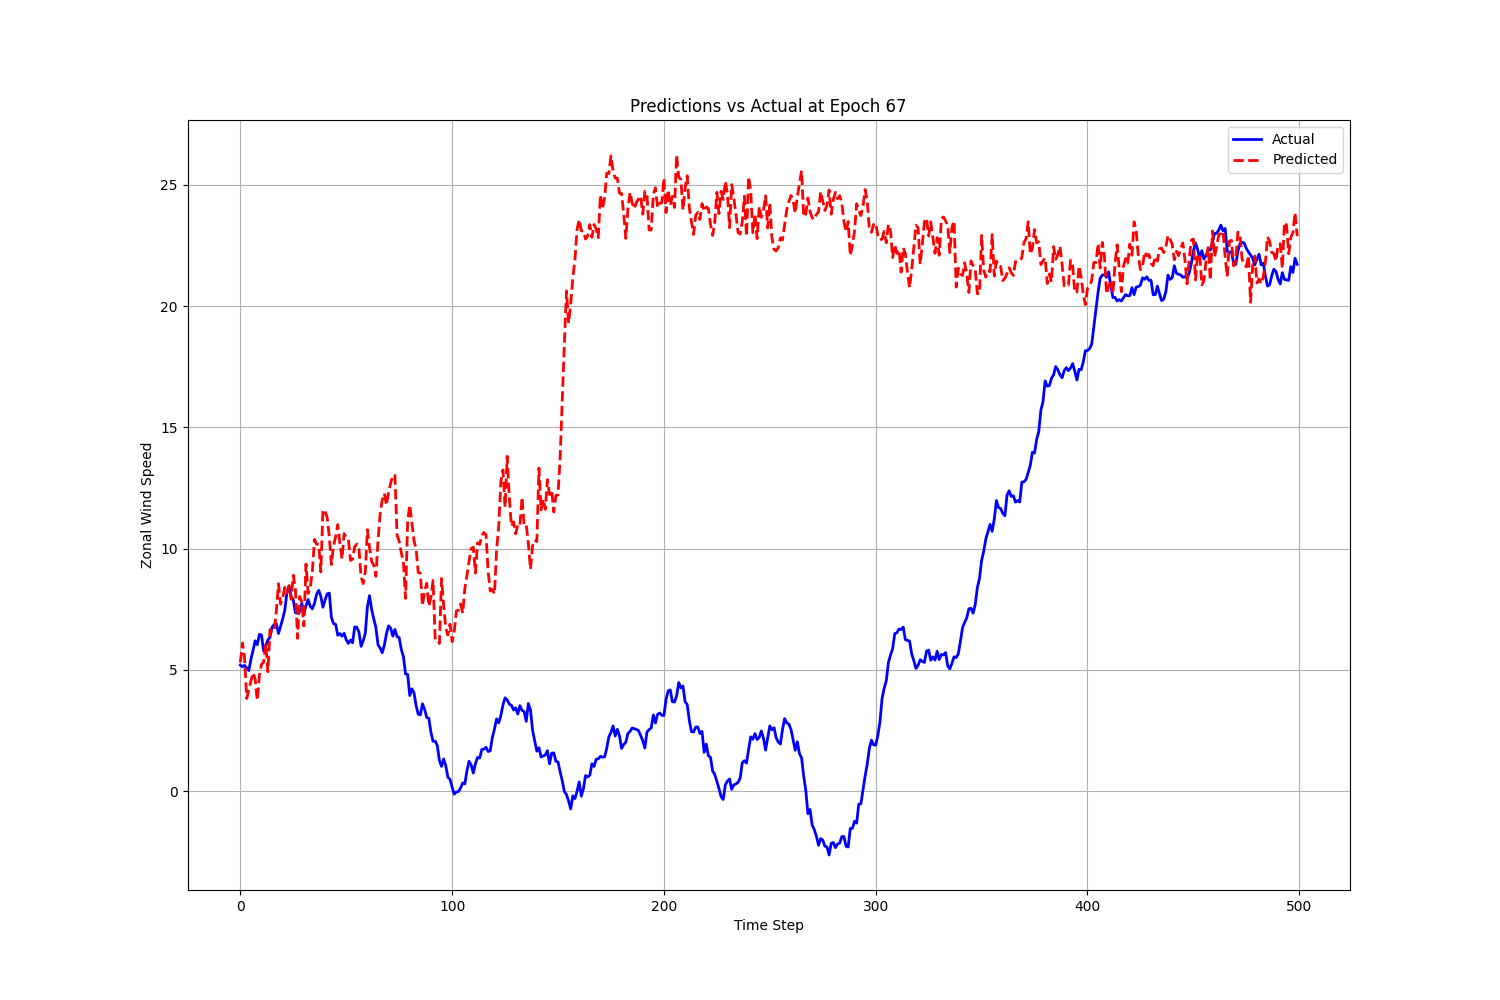 Predictions vs Actual at Epoch 67
Actual
Predicted
Zonal Wind Speed
25
20
15
10
5
0
0 100 200 300 400 500
Time Step